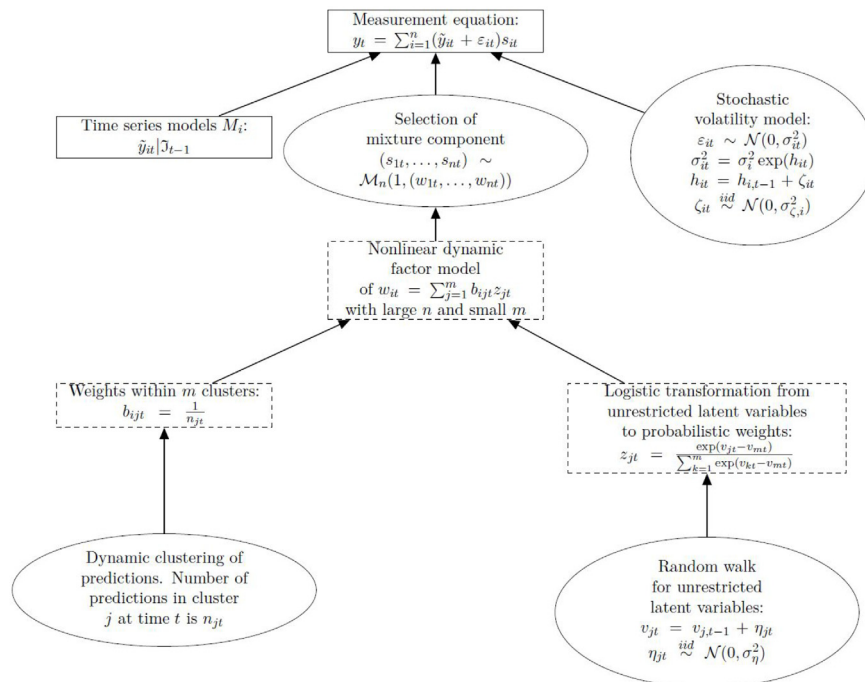 Measurement equation:
y_t = ∑_{i=1}^{n}(ỹ_{it} + ε_{it})s_{it}
Time series models M_i:
ỹ_{it}|ℑ_{t−1}
Selection of
mixture component
(s_{1t}, …, s_{nt}) ∼
ℳ_n(1, (w_{1t}, …, w_{nt}))
Stochastic
volatility model:
ε_{it} ∼ 𝒩(0, σ²_{it})
σ²_{it} = σ²_i exp(h_{it})
h_{it} = h_{i,t−1} + ζ_{it}
ζ_{it} \overset{iid}{∼} 𝒩(0, σ²_{ζ,i})
Nonlinear dynamic
factor model
of w_{it} = ∑_{j=1}^{m} b_{ijt}z_{jt}
with large n and small m
Weights within m clusters:
b_{ijt} = \frac{1}{n_{jt}}
Logistic transformation from
unrestricted latent variables
to probabilistic weights:
z_{jt} = \frac{exp(v_{jt}−v_{mt})}{∑_{k=1}^{m} exp(v_{kt}−v_{mt})}
Dynamic clustering of
predictions. Number of
predictions in cluster
j at time t is n_{jt}
Random walk
for unrestricted
latent variables:
v_{jt} = v_{j,t−1} + η_{jt}
η_{jt} \overset{iid}{∼} 𝒩(0, σ²_η)